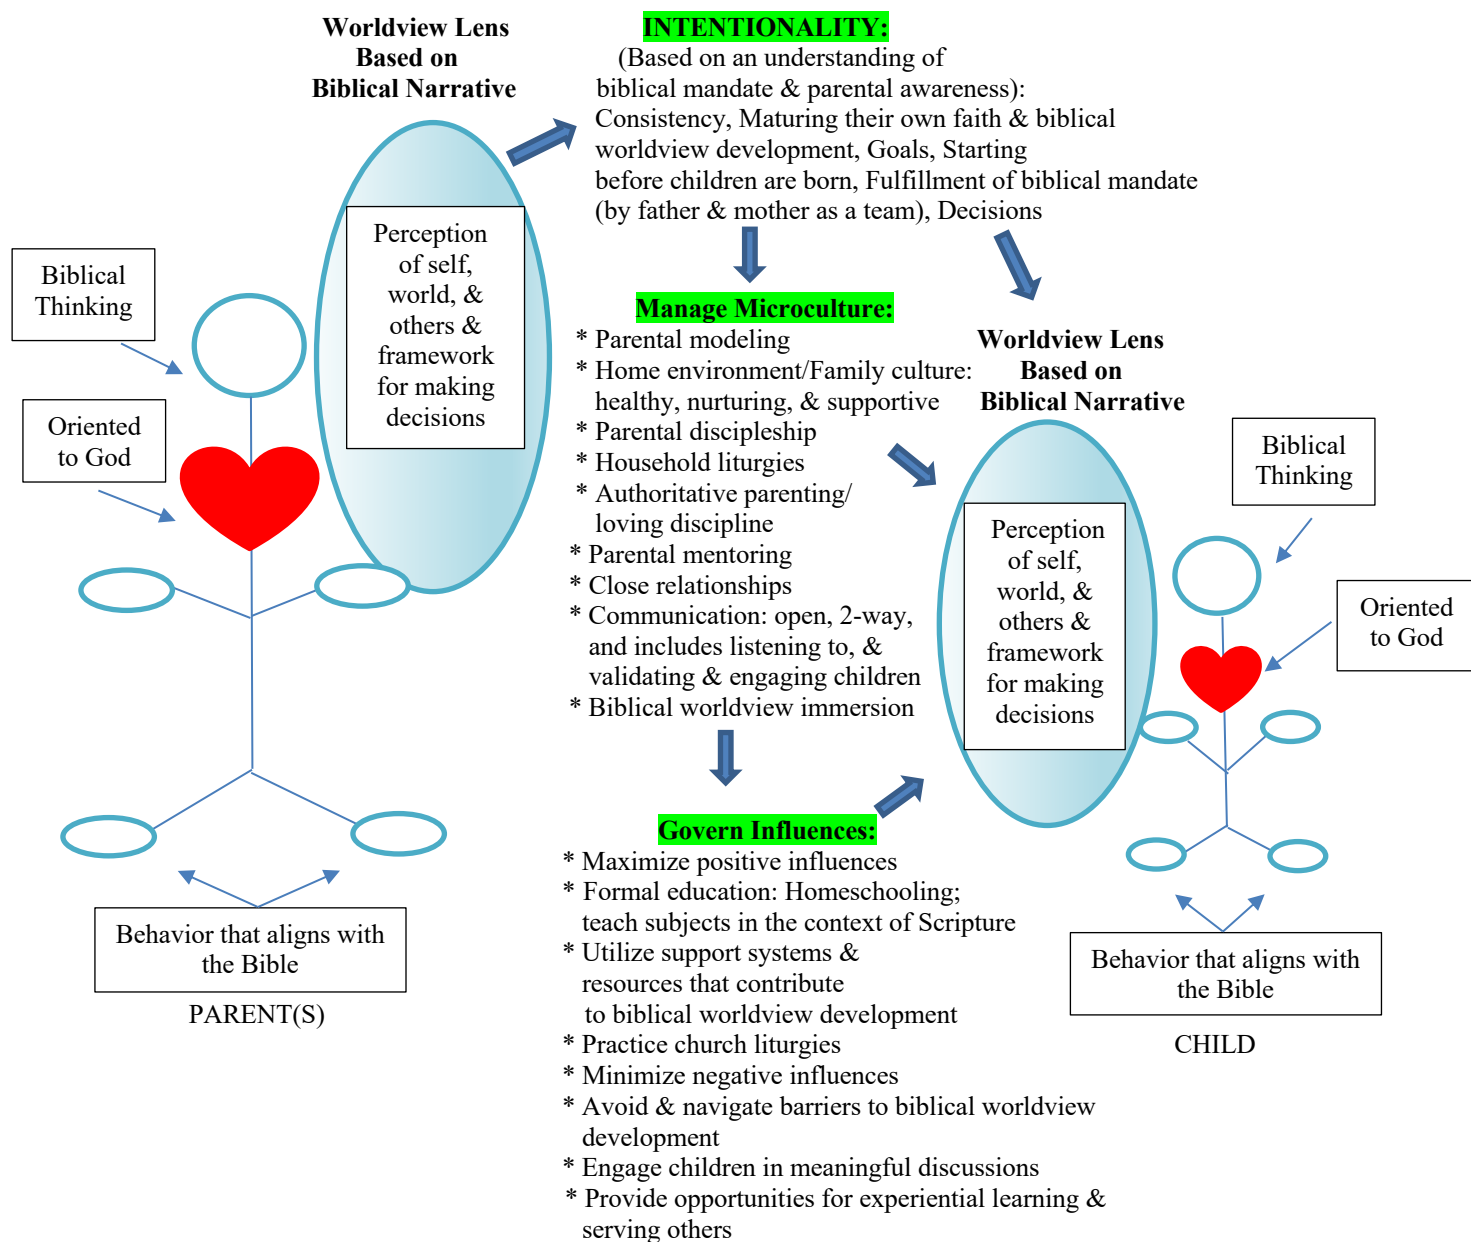 Worldview Lens
Based on
Biblical Narrative
Perception
of self,
world, &
others &
framework
for making
decisions
Biblical
Thinking
Oriented
to God
Behavior that aligns with
the Bible
PARENT(S)
INTENTIONALITY:
(Based on an understanding of
biblical mandate & parental awareness):
Consistency, Maturing their own faith & biblical
worldview development, Goals, Starting
before children are born, Fulfillment of biblical mandate
(by father & mother as a team), Decisions
Manage Microculture:
* Parental modeling
* Home environment/Family culture:
healthy, nurturing, & supportive
* Parental discipleship
* Household liturgies
* Authoritative parenting/
loving discipline
* Parental mentoring
* Close relationships
* Communication: open, 2-way,
and includes listening to, &
validating & engaging children
* Biblical worldview immersion
Govern Influences:
* Maximize positive influences
* Formal education: Homeschooling;
teach subjects in the context of Scripture
* Utilize support systems &
resources that contribute
to biblical worldview development
* Practice church liturgies
* Minimize negative influences
* Avoid & navigate barriers to biblical worldview
development
* Engage children in meaningful discussions
* Provide opportunities for experiential learning &
serving others
Worldview Lens
Based on
Biblical Narrative
Perception
of self,
world, &
others &
framework
for making
decisions
Biblical
Thinking
Oriented
to God
Behavior that aligns with
the Bible
CHILD